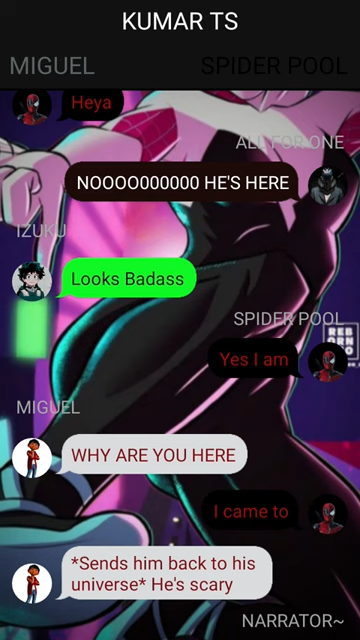 KUMAR TS
MIGUEL
SPIDER POOL
Heya
ALL FOR ONE
NOOOO000000 HE'S HERE
IZUKU
Looks Badass
SPIDER POOL
Yes I am
MIGUEL
WHY ARE YOU HERE
I came to
*Sends him back to his
universe* He's scary
NARRATOR~